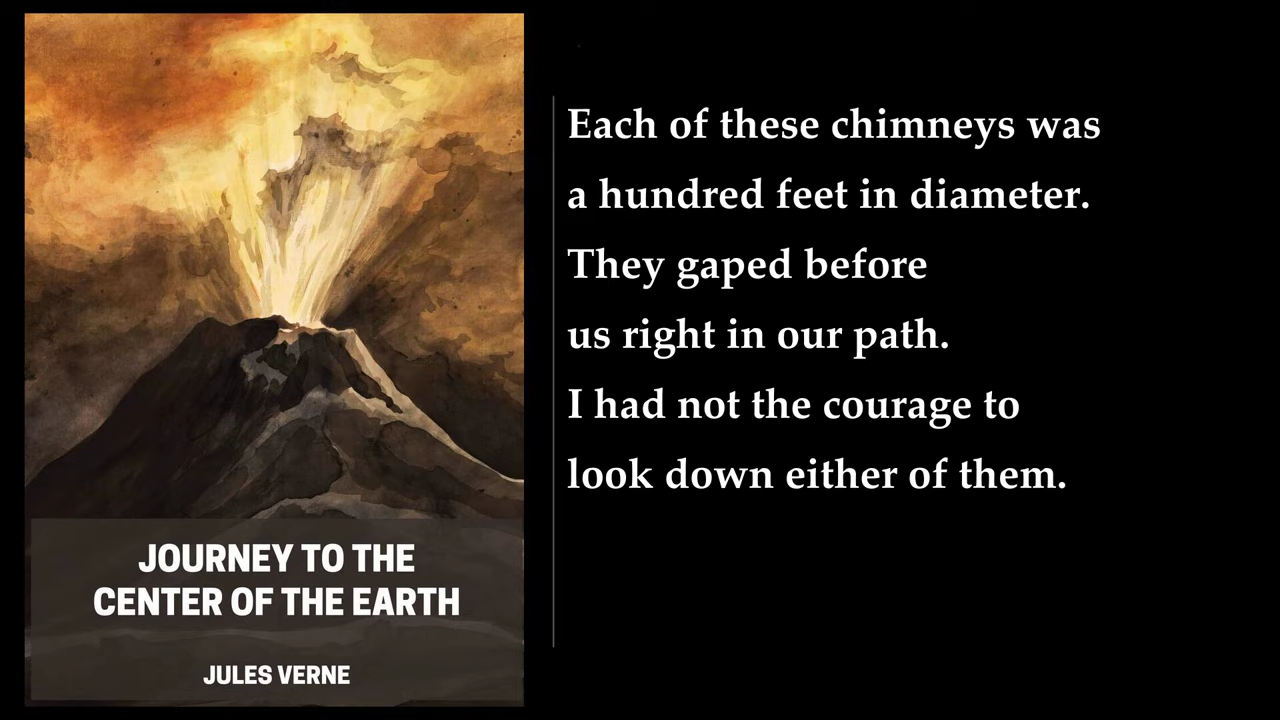 Each of these chimneys was
a hundred feet in diameter.
They gaped before
us right in our path.
I had not the courage to
look down either of them.
JOURNEY TO THE
CENTER OF THE EARTH
JULES VERNE